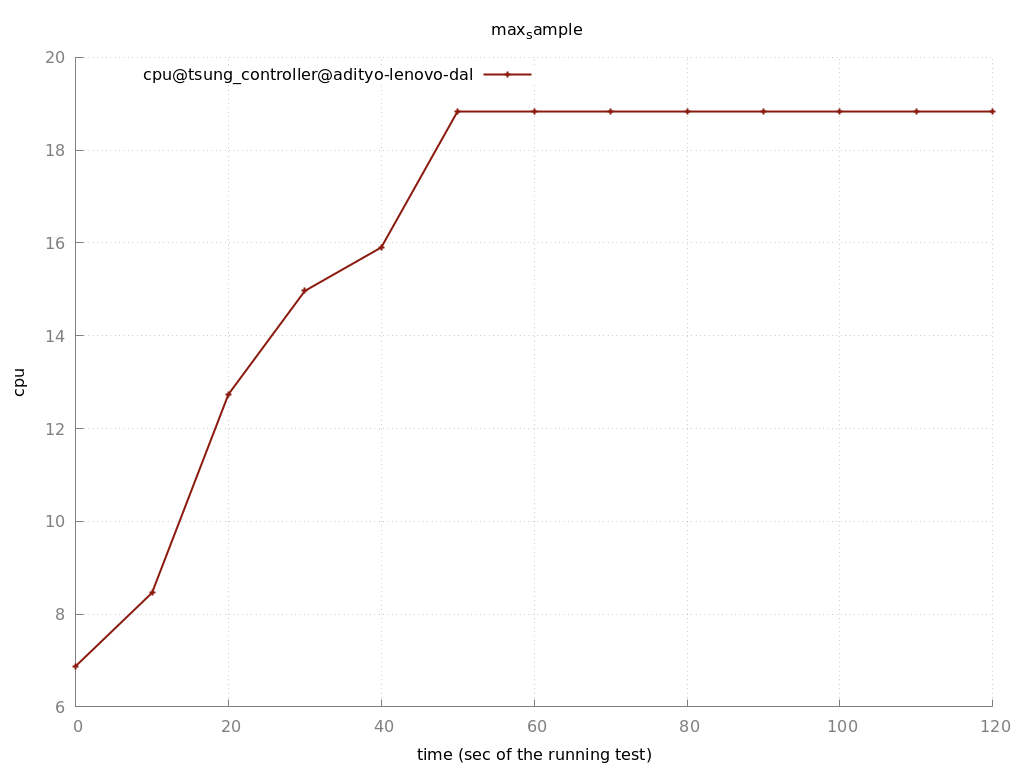 max_sample
cpu@tsung_controller@adityo-lenovo-dal
20
18
16
14
12
10
8
6
cpu
0 20 40 60 80 100 120
time (sec of the running test)